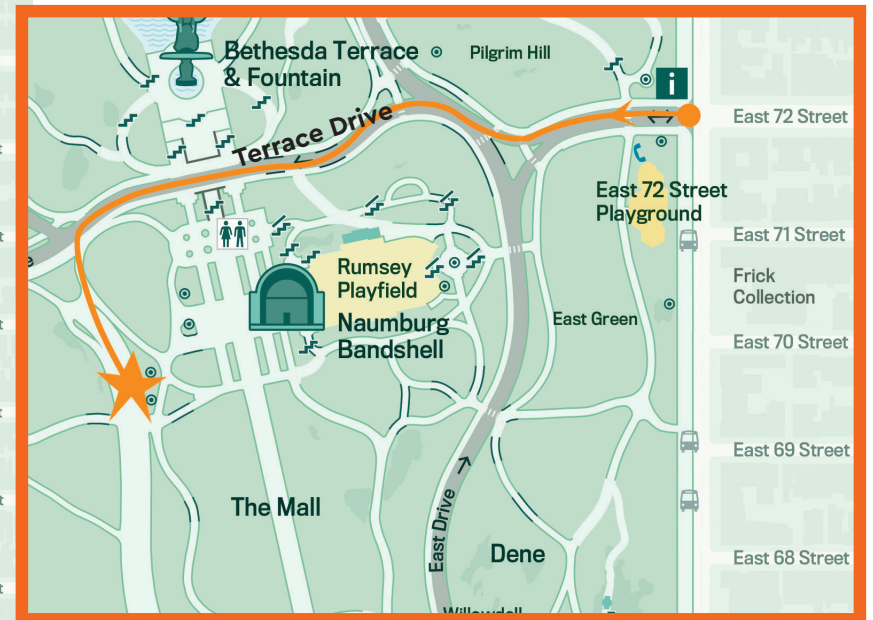 Bethesda Terrace
& Fountain
Pilgrim Hill
i
East 72 Street
Terrace Drive
East 72 Street
Playground
East 71 Street
Rumsey
Playfield
Frick
Collection
Naumburg
Bandshell
East Green
East 70 Street
East 69 Street
The Mall
East Drive
Dene
East 68 Street